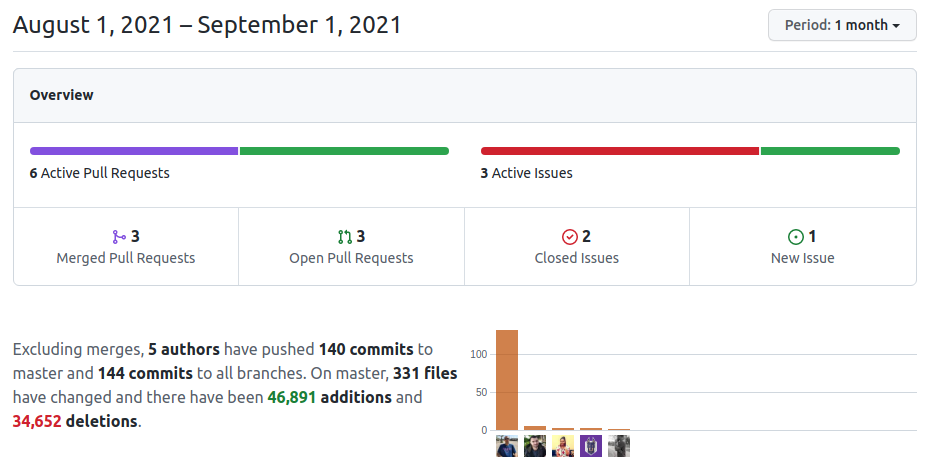 August 1, 2021 – September 1, 2021
Period: 1 month
Overview
6 Active Pull Requests
3 Active Issues
3
Merged Pull Requests
3
Open Pull Requests
2
Closed Issues
1
New Issue
Excluding merges, 5 authors have pushed 140 commits to
master and 144 commits to all branches. On master, 331 files
have changed and there have been 46,891 additions and
34,652 deletions.
100
50
0